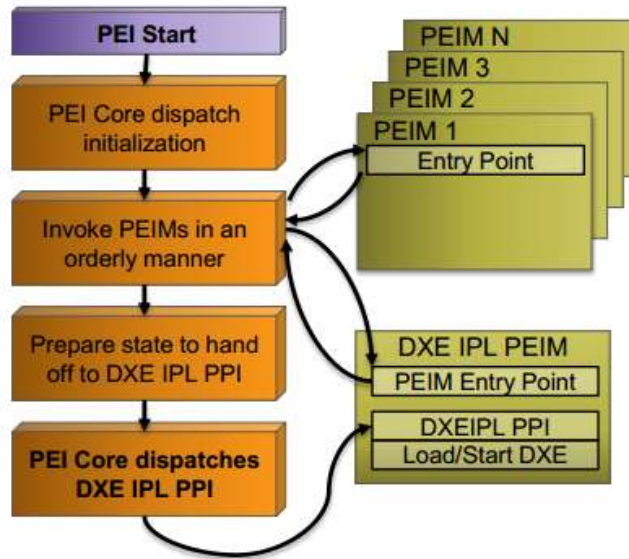 PEI Start
PEI Core dispatch
initialization
Invoke PEIMs in an
orderly manner
Prepare state to hand
off to DXE IPL PPI
PEI Core dispatches
DXE IPL PPI
PEIM N
PEIM 3
PEIM 2
PEIM 1
Entry Point
DXE IPL PEIM
PEIM Entry Point
DXEIPL PPI
Load/Start DXE